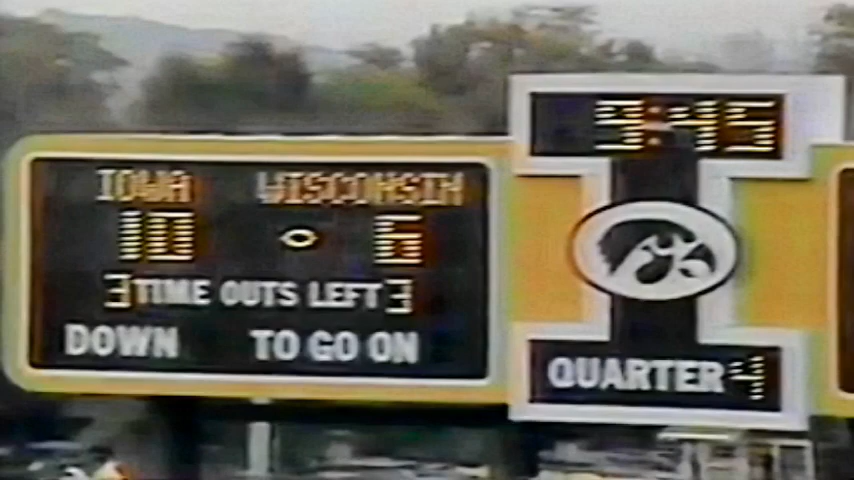 9:45
IOWA WISCONSIN
10 6
3 TIME OUTS LEFT 3
DOWN TO GO ON
QUARTER 4